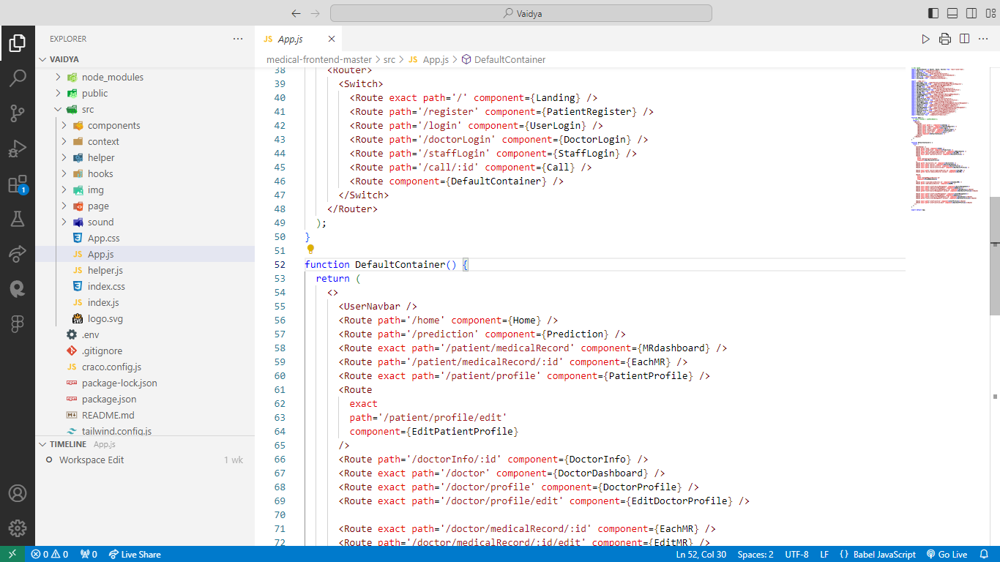 Vaidya
EXPLORER
VAIDYA
node_modules
public
src
components
context
helper
hooks
img
page
sound
App.css
App.js
helper.js
index.css
index.js
logo.svg
.env
.gitignore
craco.config.js
package-lock.json
package.json
README.md
tailwind.config.js
TIMELINE App.js
Workspace Edit 1 wk
1
JS App.js
medical-frontend-master > src > JS App.js > DefaultContainer
38 <Router>
39 <Switch>
40 <Route exact path='/' component={Landing} />
41 <Route path='/register' component={PatientRegister} />
42 <Route path='/login' component={UserLogin} />
43 <Route path='/doctorLogin' component={DoctorLogin} />
44 <Route path='/staffLogin' component={StaffLogin} />
45 <Route path='/call/:id' component={Call} />
46 <Route component={DefaultContainer} />
47 </Switch>
48 </Router>
49 );
50 }
51
52 function DefaultContainer() {
53 return (
54 <>
55 <UserNavbar />
56 <Route path='/home' component={Home} />
57 <Route path='/prediction' component={Prediction} />
58 <Route exact path='/patient/medicalRecord' component={MRdashboard} />
59 <Route path='/patient/medicalRecord/:id' component={EachMR} />
60 <Route exact path='/patient/profile' component={PatientProfile} />
61 <Route
62 exact
63 path='/patient/profile/edit'
64 component={EditPatientProfile}
65 />
66 <Route path='/doctorInfo/:id' component={DoctorInfo} />
67 <Route exact path='/doctor' component={DoctorDashboard} />
68 <Route exact path='/doctor/profile' component={DoctorProfile} />
69 <Route exact path='/doctor/profile/edit' component={EditDoctorProfile} />
70
71 <Route exact path='/doctor/medicalRecord/:id' component={EachMR} />
72 <Route path='/doctor/medicalRecord/:id/edit' component={EditMR} />
0 0 0 Live Share Ln 52, Col 30 Spaces: 2 UTF-8 LF {} Babel JavaScript Go Live